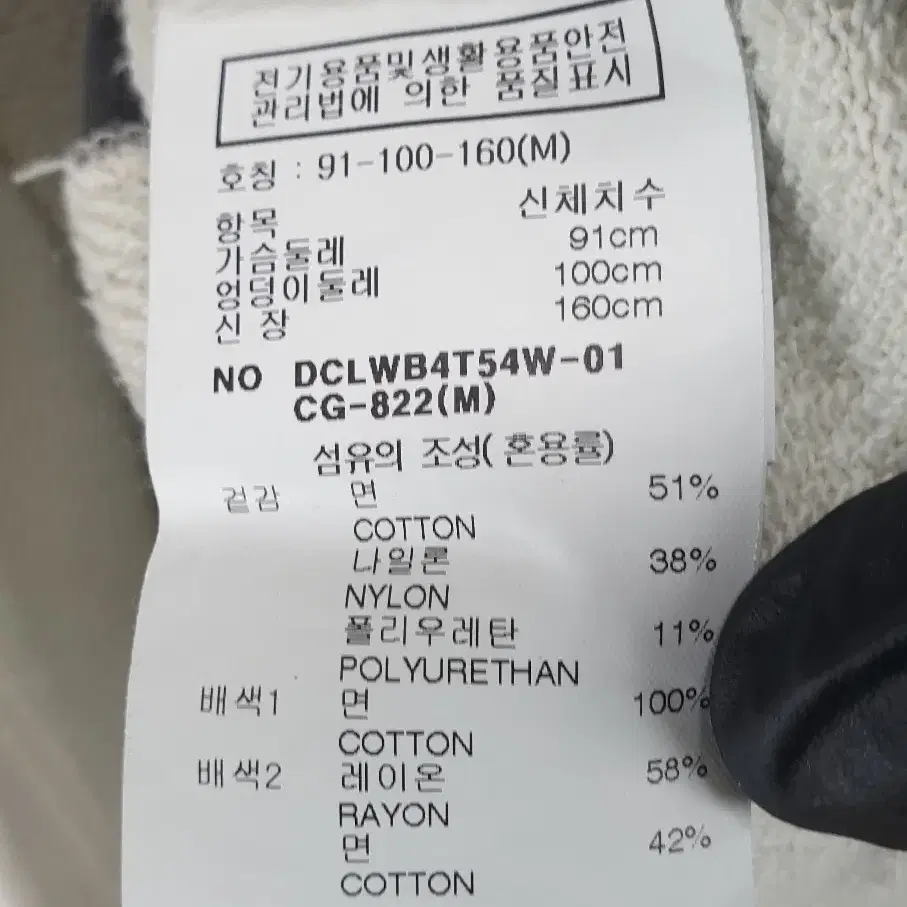 전기용품및생활용품안전
관리법에 의한 품질표시
호칭 : 91-100-160(M)
항목 신체치수
가슴둘레 91cm
엉덩이둘레 100cm
신 장 160cm
NO DCLWB4T54W-01
CG-822(M)
섬유의 조성( 혼용률)
겉감 면 51%
COTTON
나일론 38%
NYLON
폴리우레탄 11%
POLYURETHAN
배색1 면 100%
COTTON
배색2 레이온 58%
RAYON
면 42%
COTTON